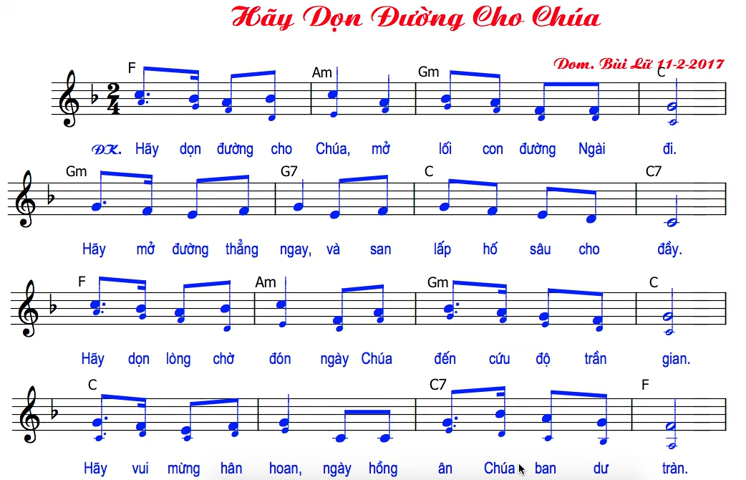 Hãy Dọn Đường Cho Chúa
Dom. Bùi Lữ 11-2-2017
F Am Gm C
2
4
ĐK. Hãy dọn đường cho Chúa, mở lối con đường Ngài đi.
Gm G7 C C7
Hãy mở đường thẳng ngay, và san lấp hố sâu cho đầy.
F Am Gm C
Hãy dọn lòng chờ đón ngày Chúa đến cứu độ trần gian.
C C7 F
Hãy vui mừng hân hoan, ngày hồng ân Chúa ban dư tràn.